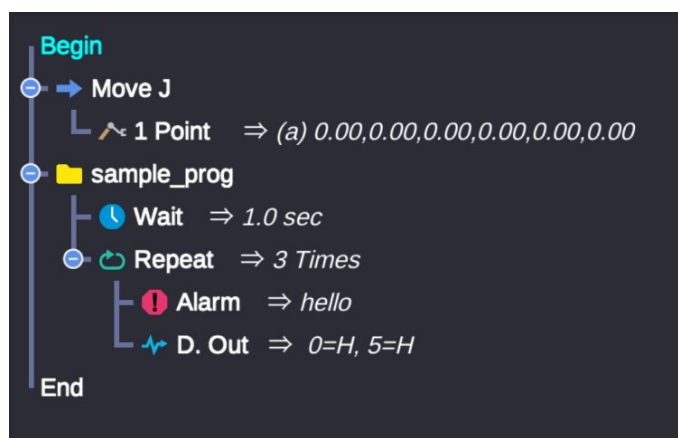 Begin
Move J
1 Point ⇒ (a) 0.00,0.00,0.00,0.00,0.00,0.00
sample_prog
Wait ⇒ 1.0 sec
Repeat ⇒ 3 Times
Alarm ⇒ hello
D. Out ⇒ 0=H, 5=H
End